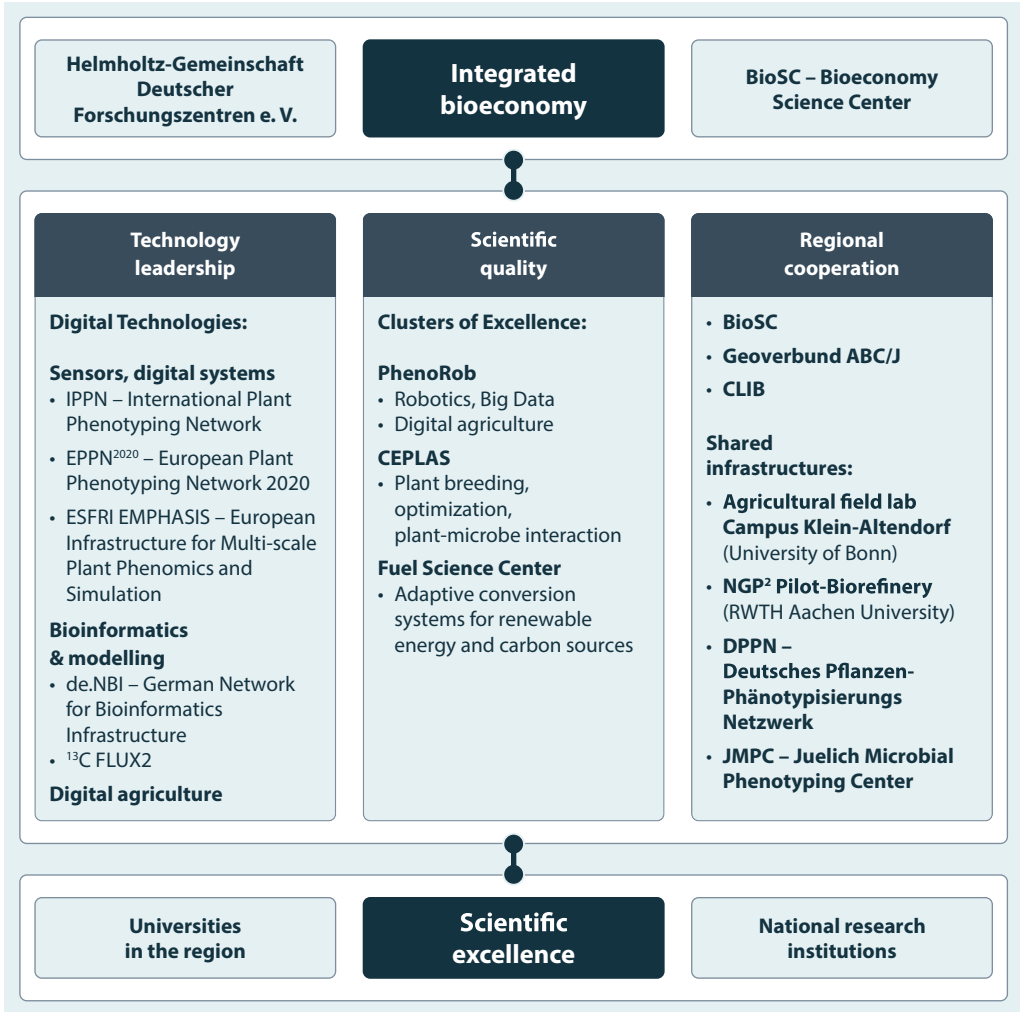 Helmholtz-Gemeinschaft
Deutscher
Forschungszentren e. V.
Integrated
bioeconomy
BioSC – Bioeconomy
Science Center
Technology
leadership
Digital Technologies:
Sensors, digital systems
• IPPN – International Plant
Phenotyping Network
• EPPN²⁰²⁰ – European Plant
Phenotyping Network 2020
• ESFRI EMPHASIS – European
Infrastructure for Multi-scale
Plant Phenomics and
Simulation
Bioinformatics
& modelling
• de.NBI – German Network
for Bioinformatics
Infrastructure
• ¹³C FLUX2
Digital agriculture
Scientific
quality
Clusters of Excellence:
PhenoRob
• Robotics, Big Data
• Digital agriculture
CEPLAS
• Plant breeding,
optimization,
plant-microbe interaction
Fuel Science Center
• Adaptive conversion
systems for renewable
energy and carbon sources
Regional
cooperation
• BioSC
• Geoverbund ABC/J
• CLIB
Shared
infrastructures:
• Agricultural field lab
Campus Klein-Altendorf
(University of Bonn)
• NGP² Pilot-Biorefinery
(RWTH Aachen University)
• DPPN –
Deutsches Pflanzen-
Phänotypisierungs
Netzwerk
• JMPC – Juelich Microbial
Phenotyping Center
Universities
in the region
Scientific
excellence
National research
institutions